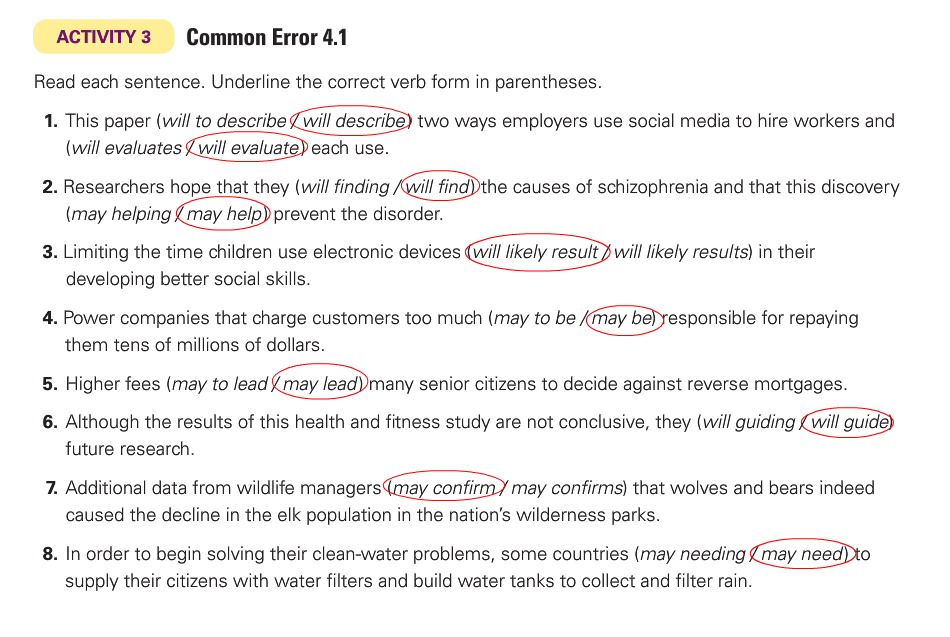 ACTIVITY 3 Common Error 4.1
Read each sentence. Underline the correct verb form in parentheses.
1. This paper (will to describe / will describe) two ways employers use social media to hire workers and
(will evaluates / will evaluate) each use.
2. Researchers hope that they (will finding / will find) the causes of schizophrenia and that this discovery
(may helping / may help) prevent the disorder.
3. Limiting the time children use electronic devices (will likely result / will likely results) in their
developing better social skills.
4. Power companies that charge customers too much (may to be / may be) responsible for repaying
them tens of millions of dollars.
5. Higher fees (may to lead / may lead) many senior citizens to decide against reverse mortgages.
6. Although the results of this health and fitness study are not conclusive, they (will guiding / will guide)
future research.
7. Additional data from wildlife managers (may confirm / may confirms) that wolves and bears indeed
caused the decline in the elk population in the nation's wilderness parks.
8. In order to begin solving their clean-water problems, some countries (may needing / may need) to
supply their citizens with water filters and build water tanks to collect and filter rain.